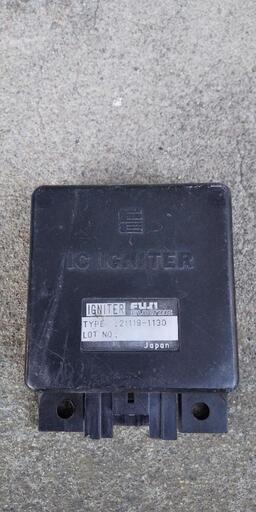 IC IGNITER
IGNITER FUJI
TYPE .21119-1130
LOT NO.
Japan